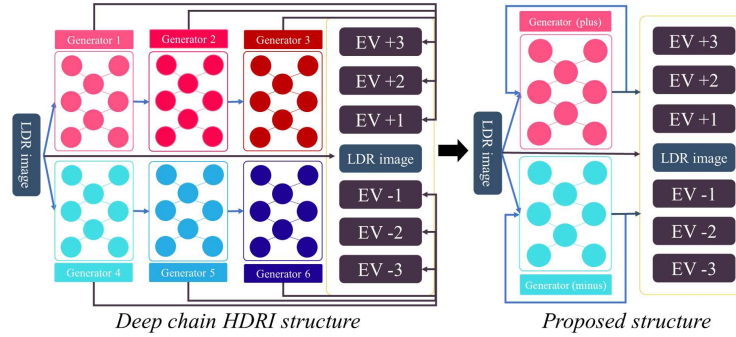 Generator 1 Generator 2 Generator 3
LDR image
EV +3
EV +2
EV +1
LDR image
EV -1
EV -2
EV -3
Generator 4 Generator 5 Generator 6
Deep chain HDRI structure
Generator (plus)
LDR image
EV +3
EV +2
EV +1
LDR image
EV -1
EV -2
EV -3
Generator (minus)
Proposed structure